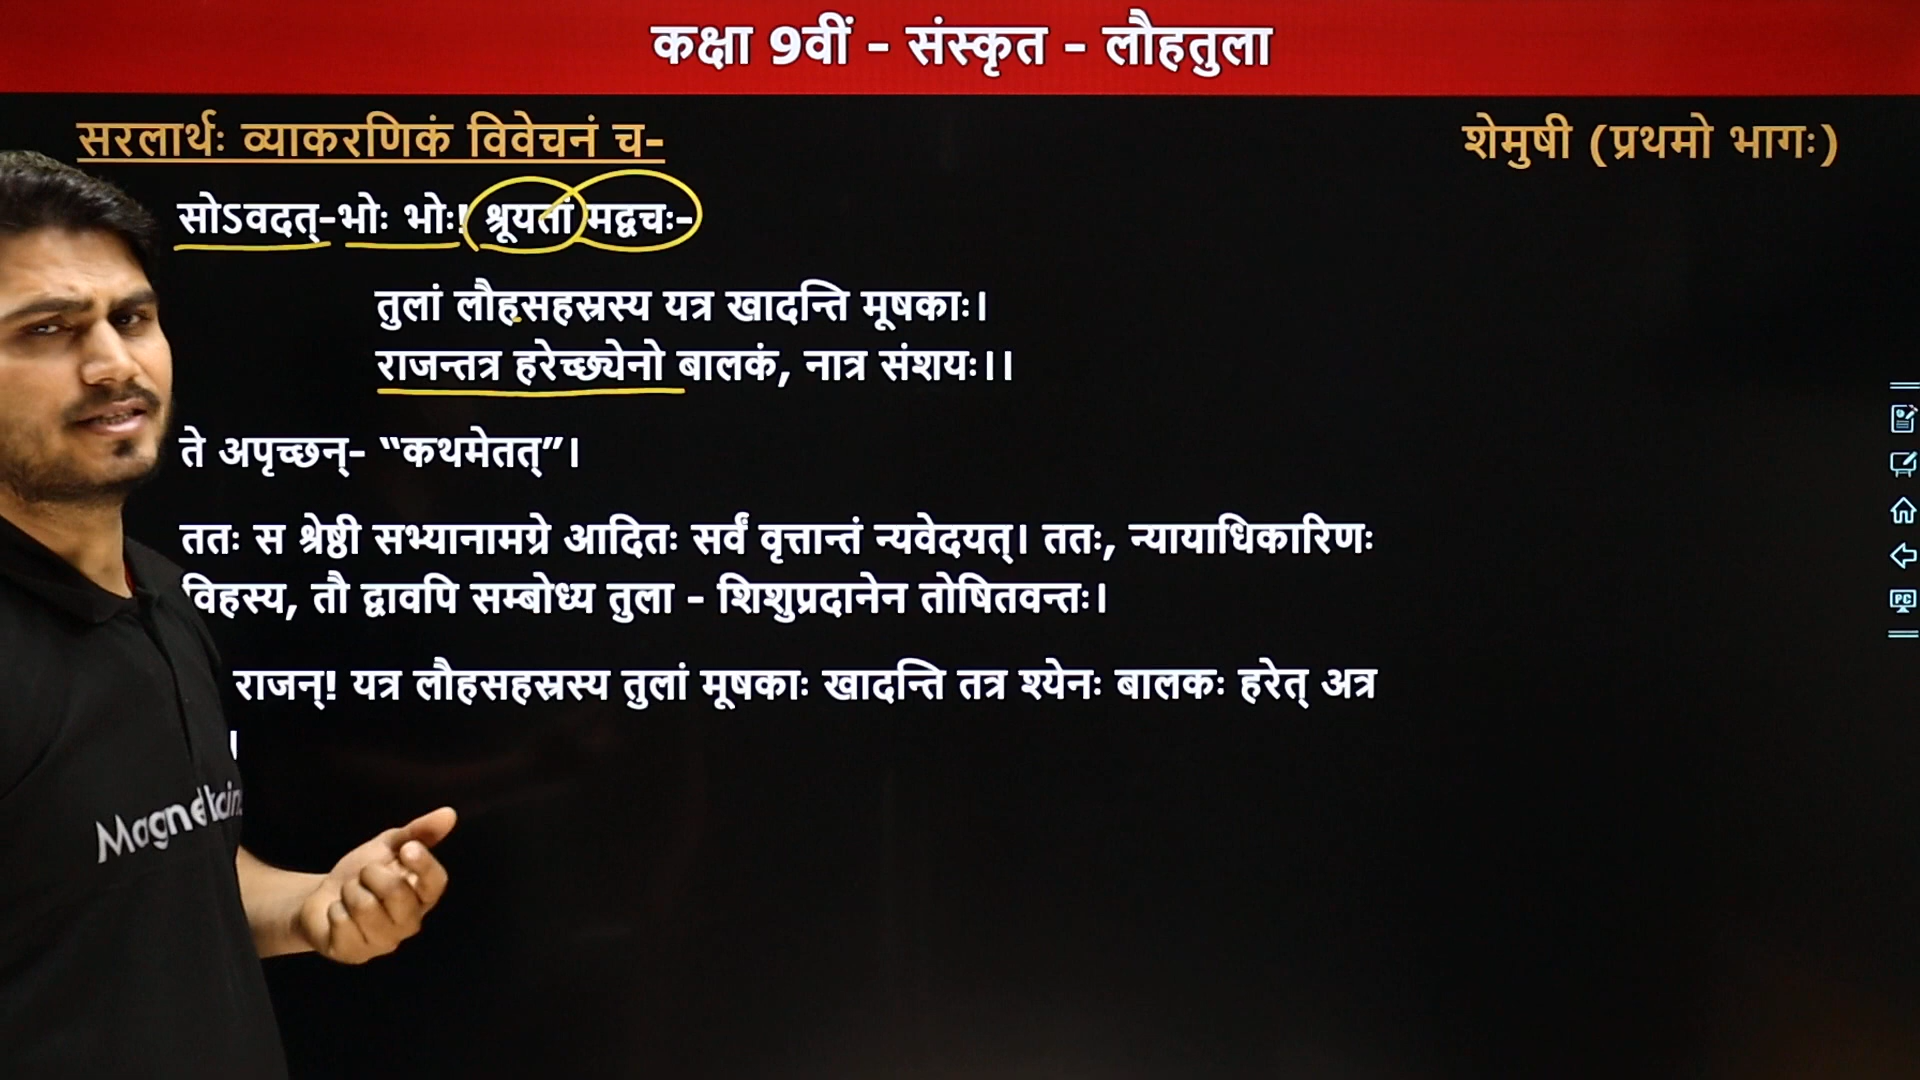 कक्षा 9वीं - संस्कृत - लौहतुला
सरलार्थः व्याकरणिकं विवेचनं च-
शेमुषी (प्रथमो भागः)
सोऽवदत्-भोः भोः! श्रूयतां मद्वचः-
तुलां लौहसहस्रस्य यत्र खादन्ति मूषकाः।
राजन्तत्र हरेच्छ्येनो बालकं, नात्र संशयः।।
ते अपृच्छन्- “कथमेतत्”।
ततः स श्रेष्ठी सभ्यानामग्रे आदितः सर्वं वृत्तान्तं न्यवेदयत्। ततः, न्यायाधिकारिणः
विहस्य, तौ द्वावपि सम्बोध्य तुला - शिशुप्रदानेन तोषितवन्तः।
राजन्! यत्र लौहसहस्रस्य तुलां मूषकाः खादन्ति तत्र श्येनः बालकः हरेत् अत्र
।
PC